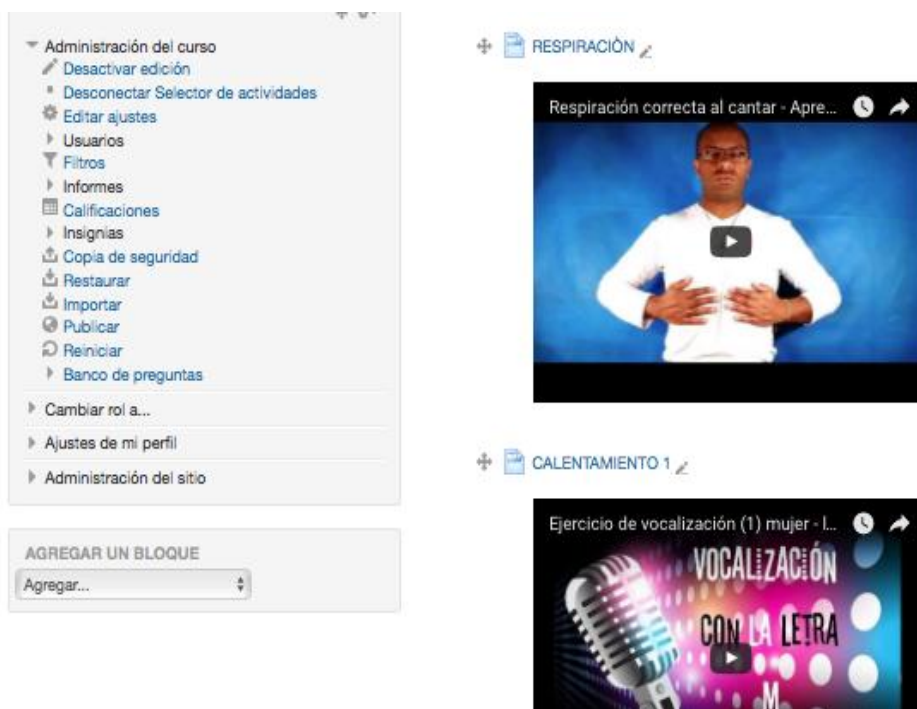 Administración del curso
Desactivar edición
Desconectar Selector de actividades
Editar ajustes
Usuarios
Filtros
Informes
Calificaciones
Insignias
Copia de seguridad
Restaurar
Importar
Publicar
Reiniciar
Banco de preguntas
Cambiar rol a...
Ajustes de mi perfil
Administración del sitio
AGREGAR UN BLOQUE
Agregar...
RESPIRACIÒN
Respiración correcta al cantar - Apre...
CALENTAMIENTO 1
Ejercicio de vocalización (1) mujer - l...
VOCALIZACIÓN
CON LA LETRA
M